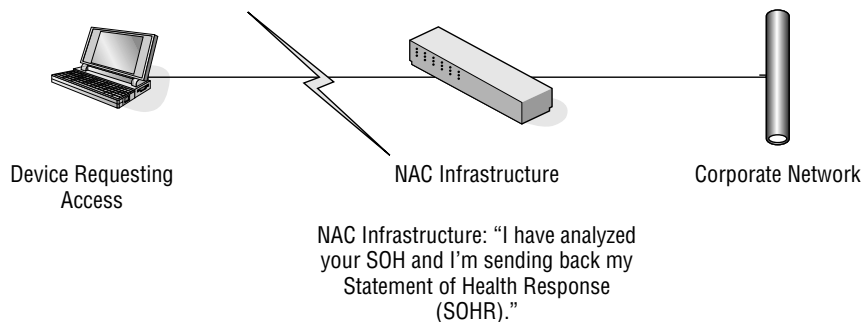 Device Requesting
Access
NAC Infrastructure
Corporate Network
NAC Infrastructure: “I have analyzed
your SOH and I’m sending back my
Statement of Health Response
(SOHR).”